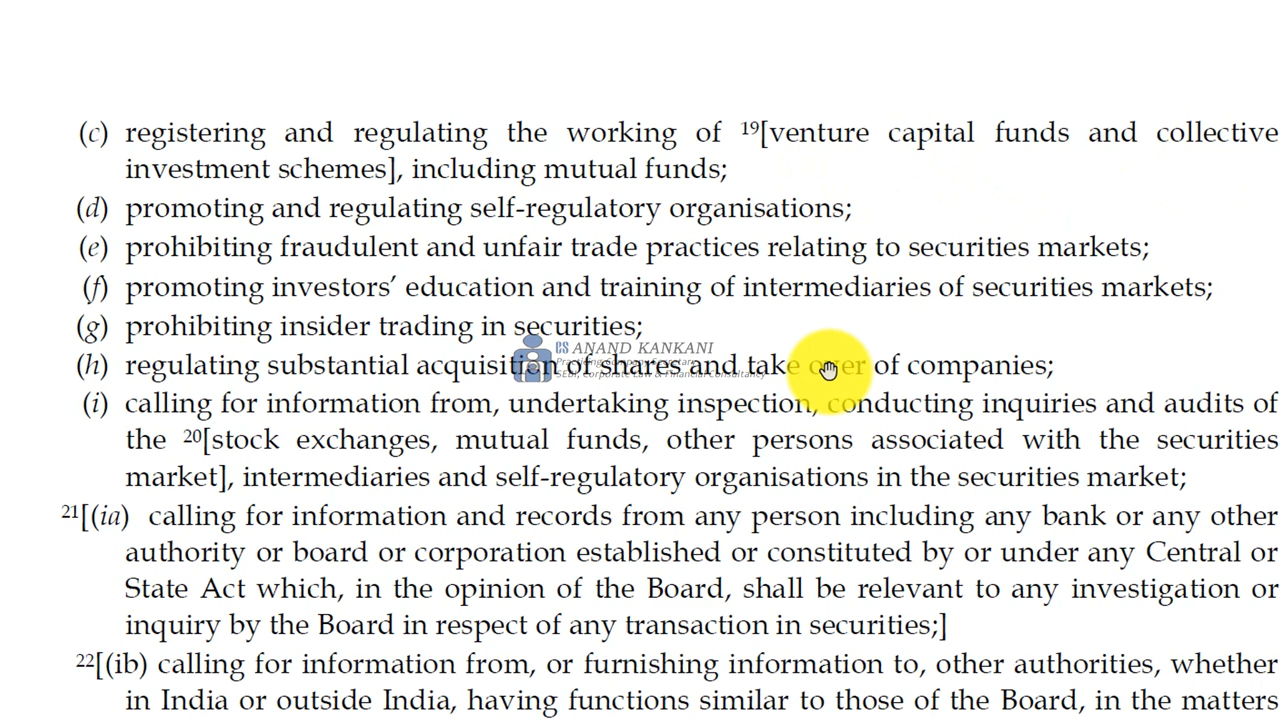 (c) registering and regulating the working of 19[venture capital funds and collective
investment schemes], including mutual funds;
(d) promoting and regulating self-regulatory organisations;
(e) prohibiting fraudulent and unfair trade practices relating to securities markets;
(f) promoting investors’ education and training of intermediaries of securities markets;
(g) prohibiting insider trading in securities;
CS ANAND KANKANI
Practicing Company Secretary
SEBI, Corporate Law & Financial Consultancy
(h) regulating substantial acquisition of shares and take over of companies;
(i) calling for information from, undertaking inspection, conducting inquiries and audits of
the 20[stock exchanges, mutual funds, other persons associated with the securities
market], intermediaries and self-regulatory organisations in the securities market;
21[(ia) calling for information and records from any person including any bank or any other
authority or board or corporation established or constituted by or under any Central or
State Act which, in the opinion of the Board, shall be relevant to any investigation or
inquiry by the Board in respect of any transaction in securities;]
22[(ib) calling for information from, or furnishing information to, other authorities, whether
in India or outside India, having functions similar to those of the Board, in the matters